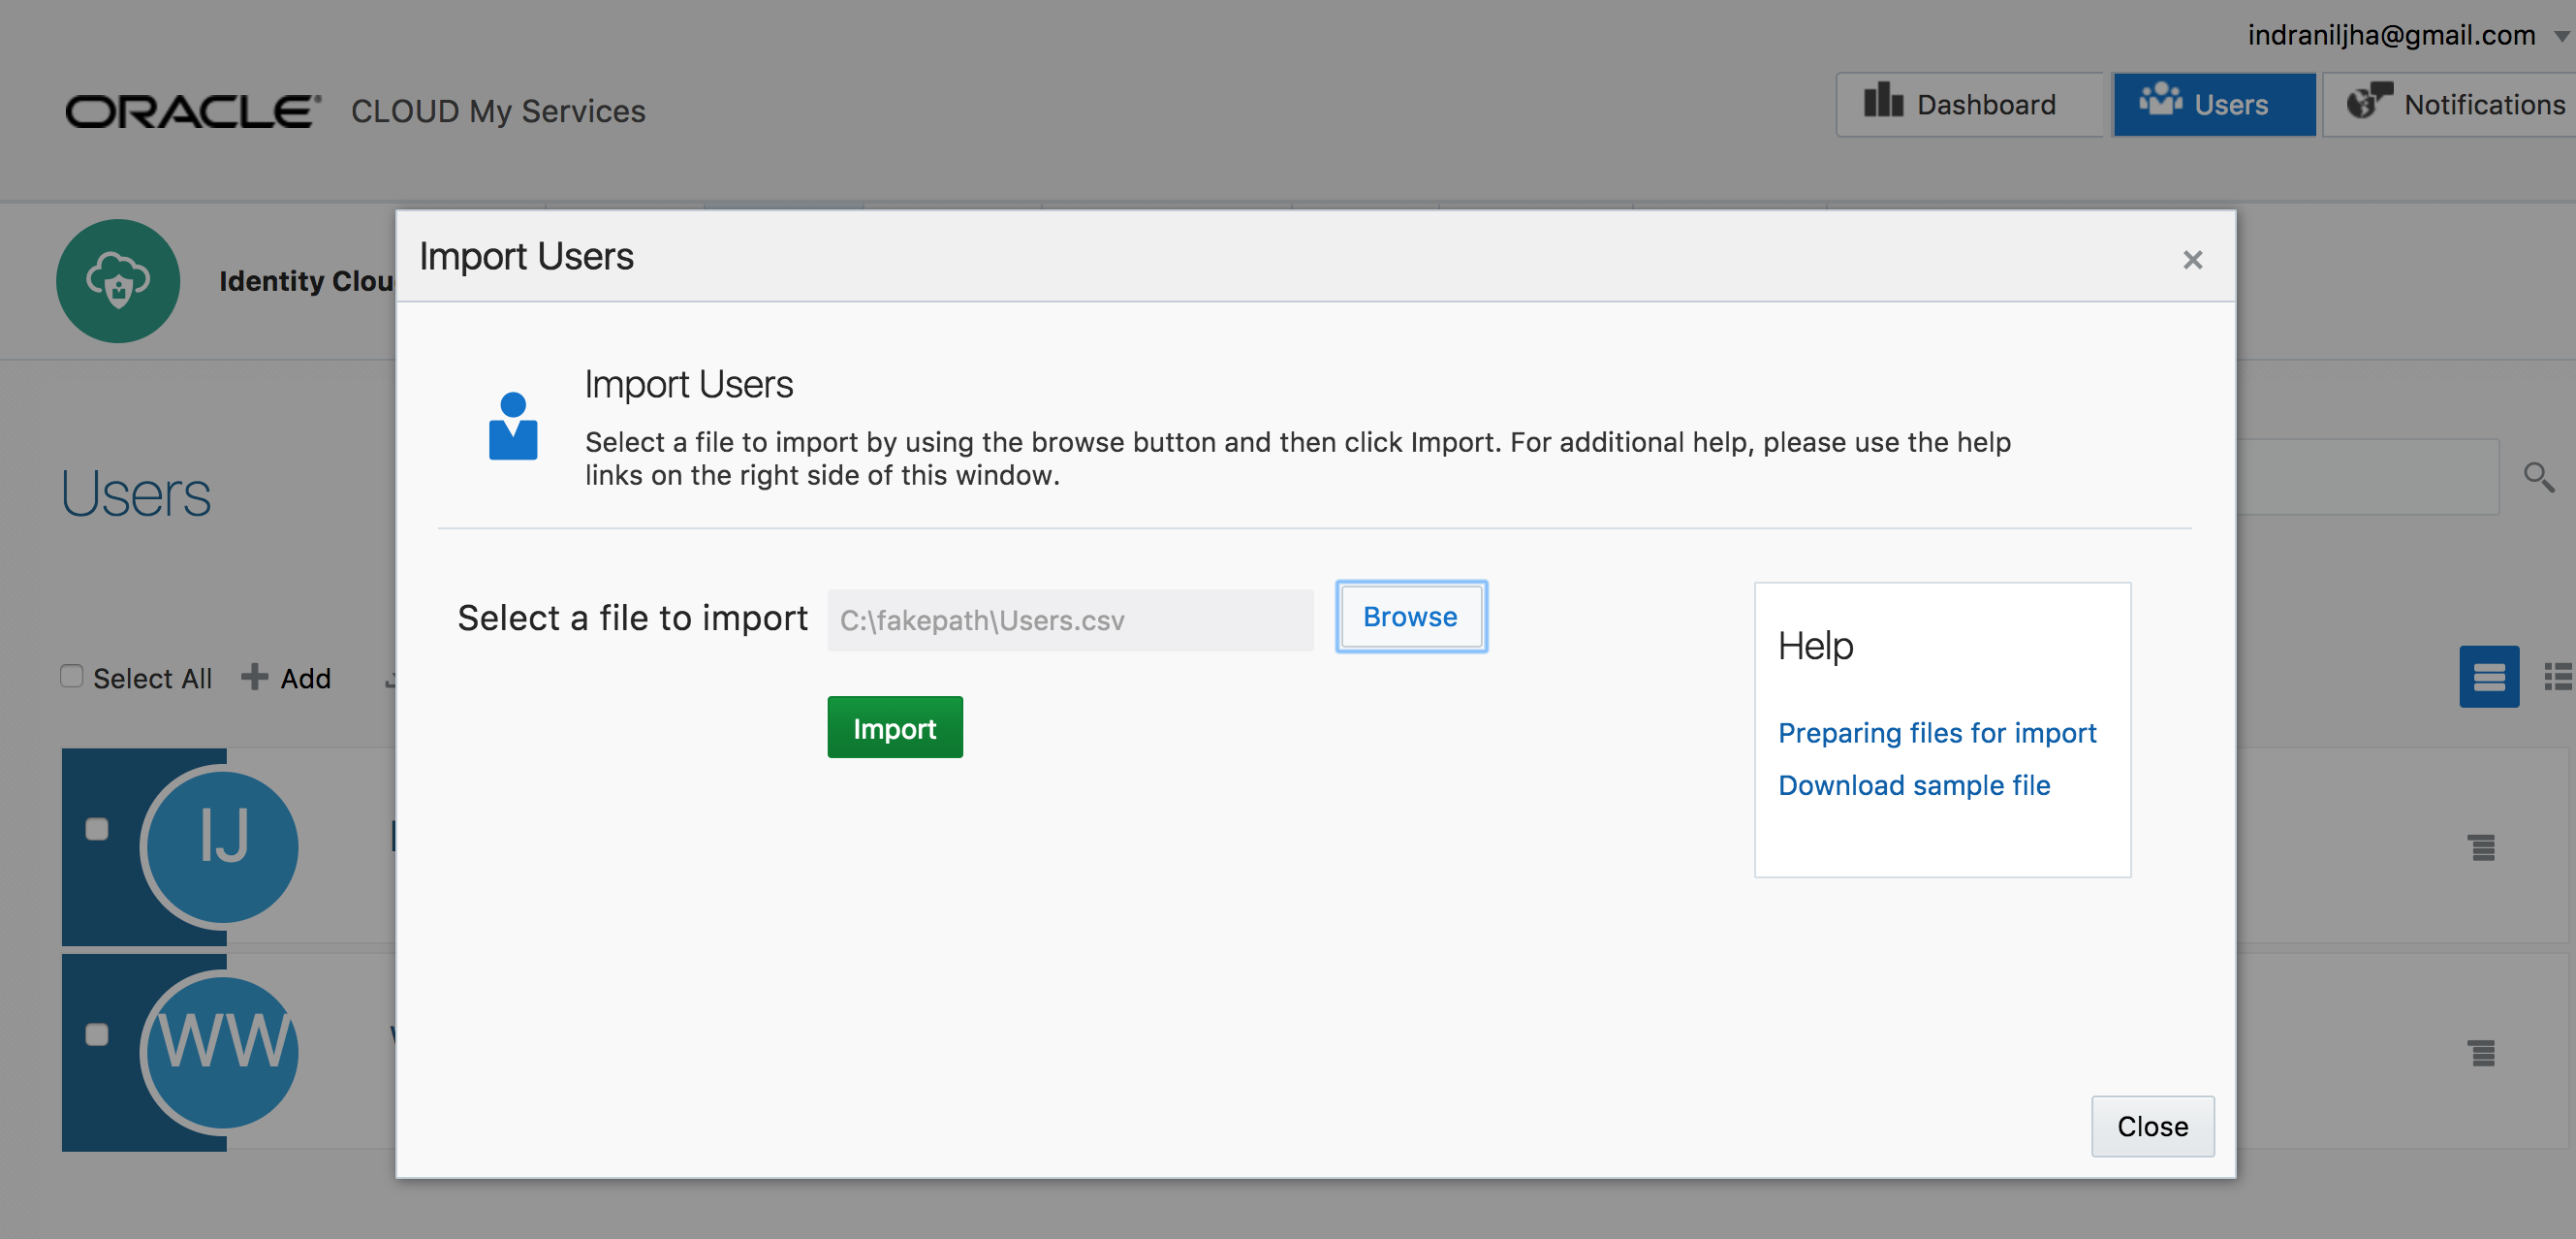 indraniljha@gmail.com
ORACLE® CLOUD My Services
Dashboard
Users
Notifications
Identity Clou
Import Users
Import Users
Select a file to import by using the browse button and then click Import. For additional help, please use the help
links on the right side of this window.
Users
Select a file to import
C:\fakepath\Users.csv
Browse
Import
Help
Preparing files for import
Download sample file
Select All
Add
IJ
WW
Close